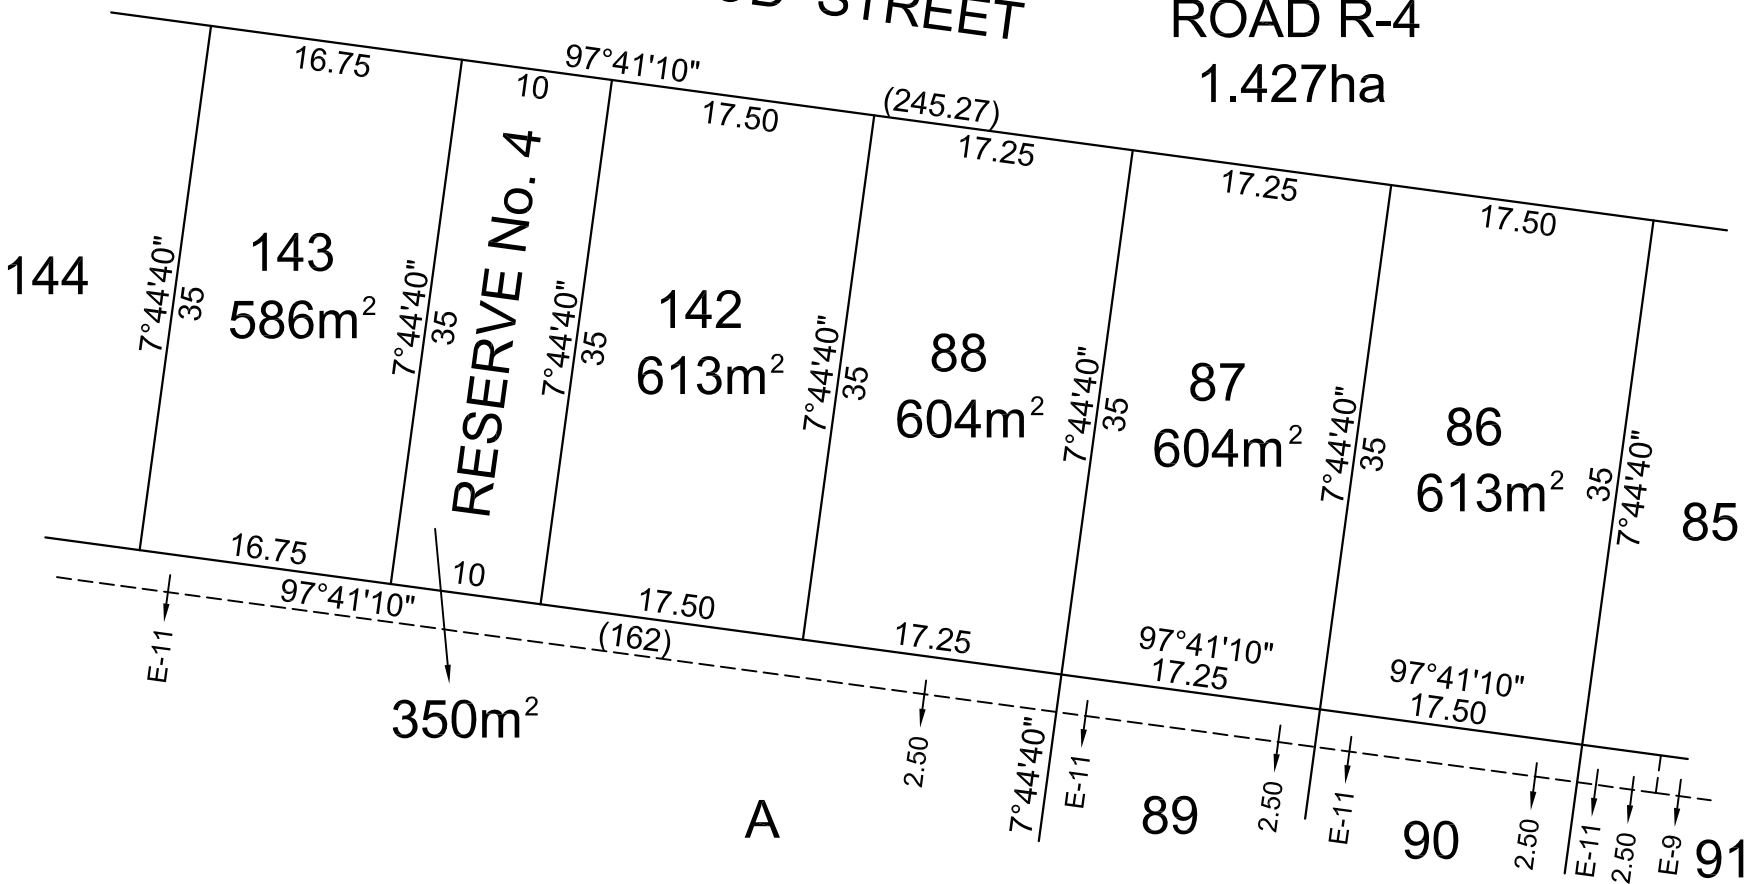 STREET
ROAD R-4
1.427ha
16.75
10
97°41'10"
17.50
(245.27)
17.25
17.25
17.50
144
7°44'40"
35
143
586m²
7°44'40"
35
RESERVE No. 4
7°44'40"
35
142
613m²
7°44'40"
35
88
604m²
7°44'40"
35
87
604m²
7°44'40"
35
86
613m²
35
7°44'40"
85
16.75
10
97°41'10"
17.50
(162)
17.25
97°41'10"
17.25
97°41'10"
17.50
E-11
350m²
2.50
7°44'40"
E-11
2.50
E-11
2.50
E-11
2.50
E-9
A
89
90
91